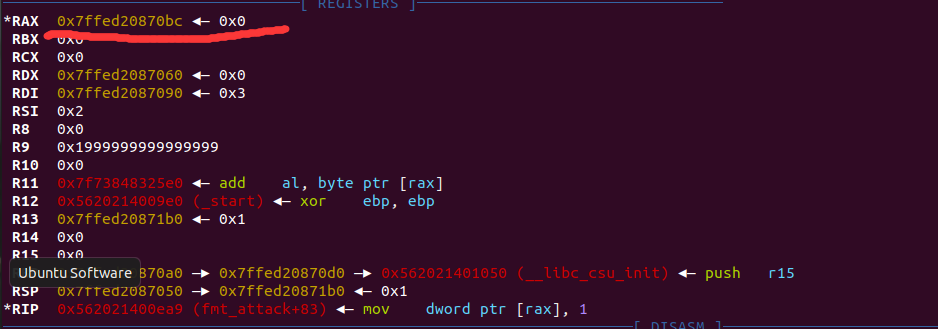 [ REGISTERS ]
*RAX 0x7ffed20870bc ◂— 0x0
RBX 0x0
RCX 0x0
RDX 0x7ffed2087060 ◂— 0x0
RDI 0x7ffed2087090 ◂— 0x3
RSI 0x2
R8 0x0
R9 0x1999999999999999
R10 0x0
R11 0x7f73848325e0 ◂— add al, byte ptr [rax]
R12 0x5620214009e0 (_start) ◂— xor ebp, ebp
R13 0x7ffed20871b0 ◂— 0x1
R14 0x0
R15 0x0
Ubuntu Software 870a0 —▸ 0x7ffed20870d0 —▸ 0x562021401050 (__libc_csu_init) ◂— push r15
RSP 0x7ffed2087050 —▸ 0x7ffed20871b0 ◂— 0x1
*RIP 0x562021400ea9 (fmt_attack+83) ◂— mov dword ptr [rax], 1
[ DISASM ]